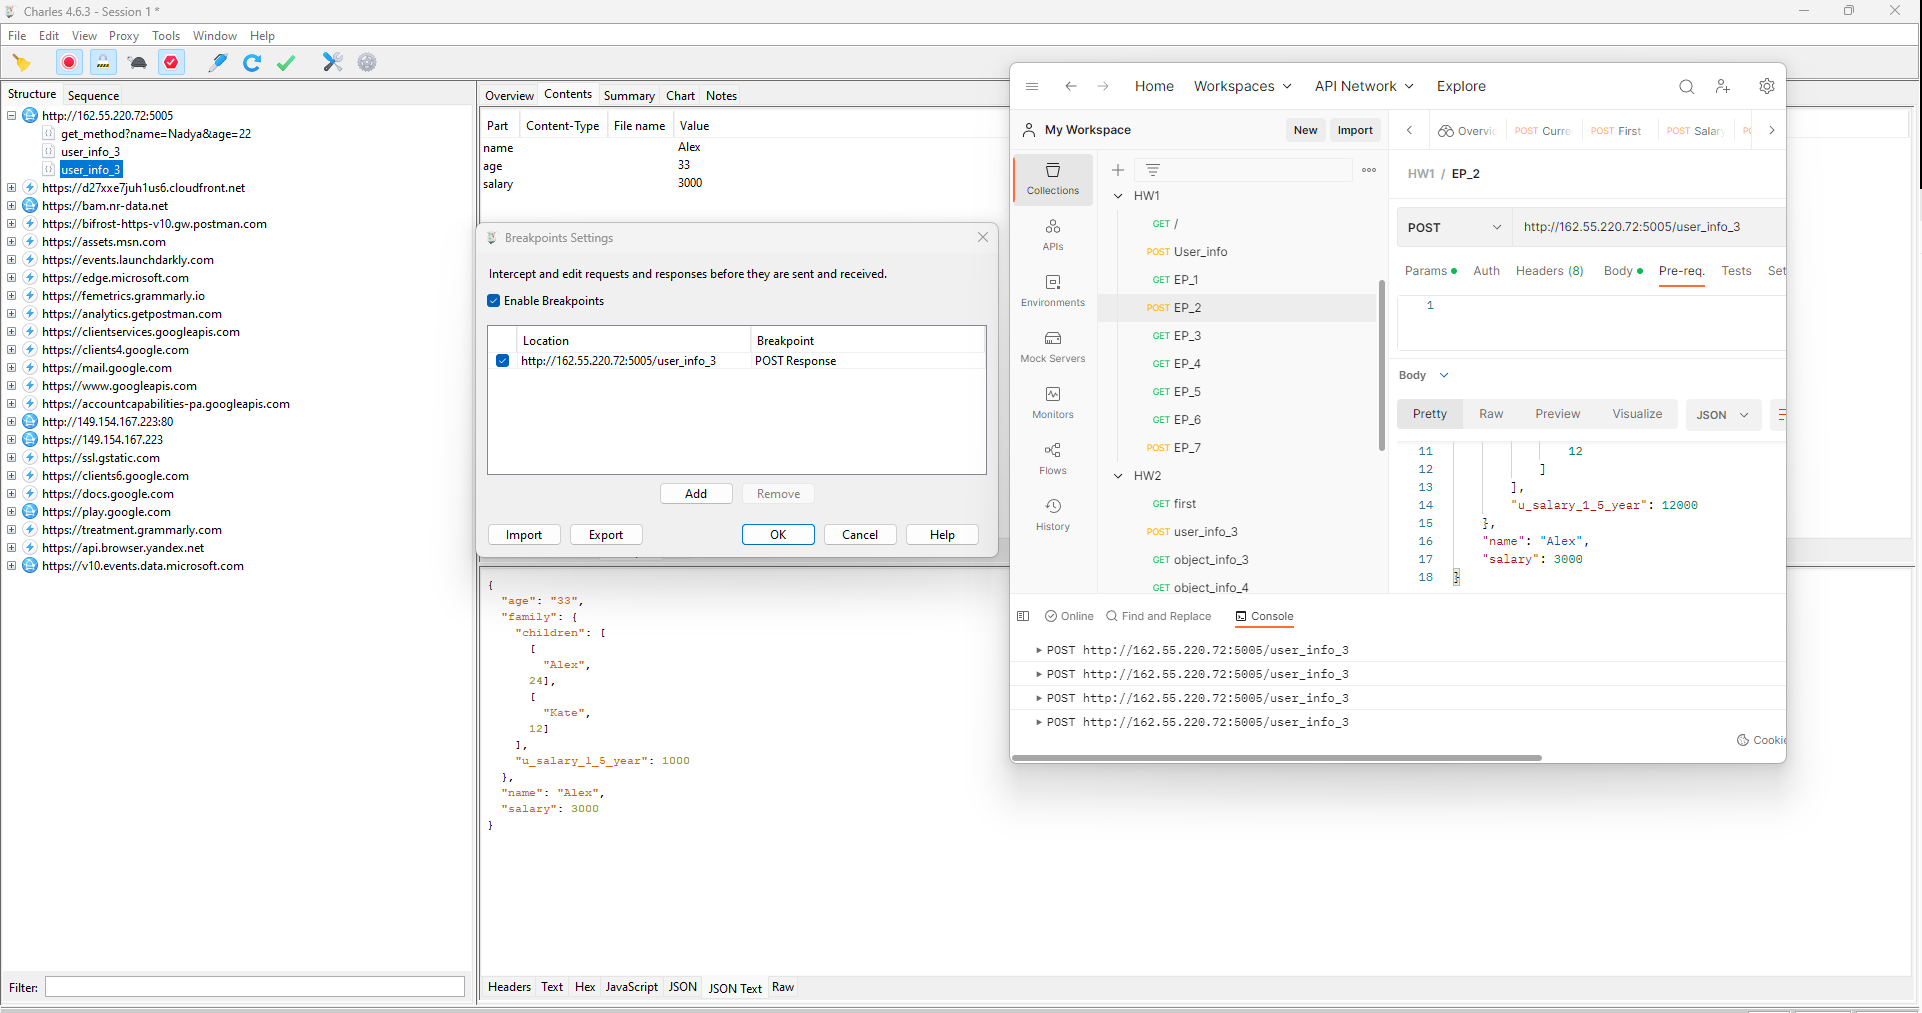 Charles 4.6.3 - Session 1 *
File Edit View Proxy Tools Window Help
Structure Sequence
http://162.55.220.72:5005
get_method?name=Nadya&age=22
user_info_3
user_info_3
https://d27xxe7juh1us6.cloudfront.net
https://bam.nr-data.net
https://bifrost-https-v10.gw.postman.com
https://assets.msn.com
https://events.launchdarkly.com
https://edge.microsoft.com
https://femetrics.grammarly.io
https://analytics.getpostman.com
https://clientservices.googleapis.com
https://clients4.google.com
https://mail.google.com
https://www.googleapis.com
https://accountcapabilities-pa.googleapis.com
http://149.154.167.223:80
https://149.154.167.223
https://ssl.gstatic.com
https://clients6.google.com
https://docs.google.com
https://play.google.com
https://treatment.grammarly.com
https://api.browser.yandex.net
https://v10.events.data.microsoft.com
Filter:
Overview Contents Summary Chart Notes
Part Content-Type File name Value
name Alex
age 33
salary 3000
Breakpoints Settings
Intercept and edit requests and responses before they are sent and received.
Enable Breakpoints
Location Breakpoint
http://162.55.220.72:5005/user_info_3 POST Response
Add Remove
Import Export OK Cancel Help
{
"age": "33",
"family": {
"children": [
[
"Alex",
24],
[
"Kate",
12]
],
"u_salary_1_5_year": 1000
},
"name": "Alex",
"salary": 3000
}
Headers Text Hex JavaScript JSON JSON Text Raw
Home Workspaces API Network Explore
My Workspace New Import
Overvi POST Curre POST First POST Salar PC
Collections
APIs
Environments
Mock Servers
Monitors
Flows
History
HW1
GET /
POST User_info
GET EP_1
POST EP_2
GET EP_3
GET EP_4
GET EP_5
GET EP_6
POST EP_7
HW2
GET first
POST user_info_3
GET object_info_3
GET object_info_4
HW1 / EP_2
POST http://162.55.220.72:5005/user_info_3
Params Auth Headers (8) Body Pre-req. Tests Set
1
Body
Pretty Raw Preview Visualize JSON
11 12
12 ]
13 ],
14 "u_salary_1_5_year": 12000
15 },
16 "name": "Alex",
17 "salary": 3000
18 }
Online Find and Replace Console
POST http://162.55.220.72:5005/user_info_3
POST http://162.55.220.72:5005/user_info_3
POST http://162.55.220.72:5005/user_info_3
POST http://162.55.220.72:5005/user_info_3
Cookie